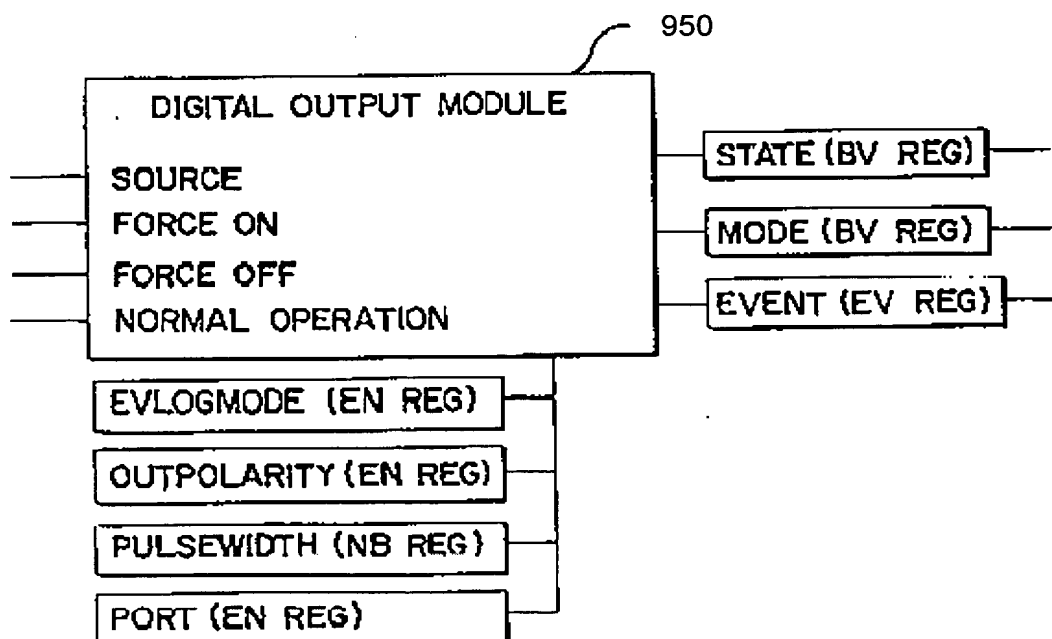 950
DIGITAL OUTPUT MODULE
SOURCE
FORCE ON
FORCE OFF
NORMAL OPERATION
STATE (BV REG)
MODE (BV REG)
EVENT (EV REG)
EVLOGMODE (EN REG)
OUTPOLARITY (EN REG)
PULSEWIDTH (NB REG)
PORT (EN REG)